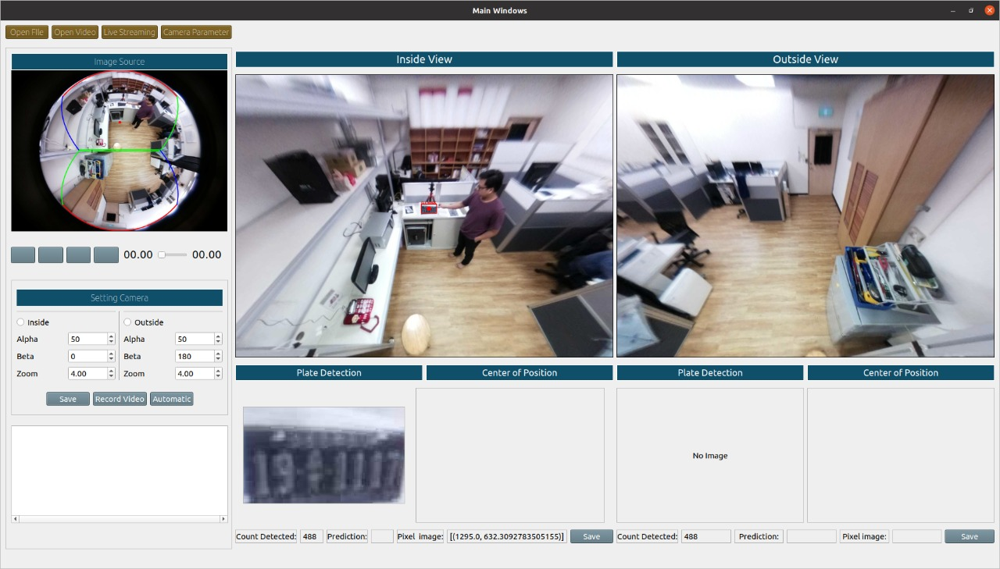 Main Windows
Open FIle Open Video Live Streaming Camera Parameter
Image Source
Inside View
Outside View
00.00 00.00
Setting Camera
Inside Outside
Alpha 50 Alpha 50
Beta 0 Beta 180
Zoom 4.00 Zoom 4.00
Save Record Video Automatic
Plate Detection
Center of Position
Plate Detection
Center of Position
No Image
Count Detected: 488 Prediction: Pixel image: [(1295.0, 632.3092783505155)] Save
Count Detected: 488 Prediction: Pixel image: Save